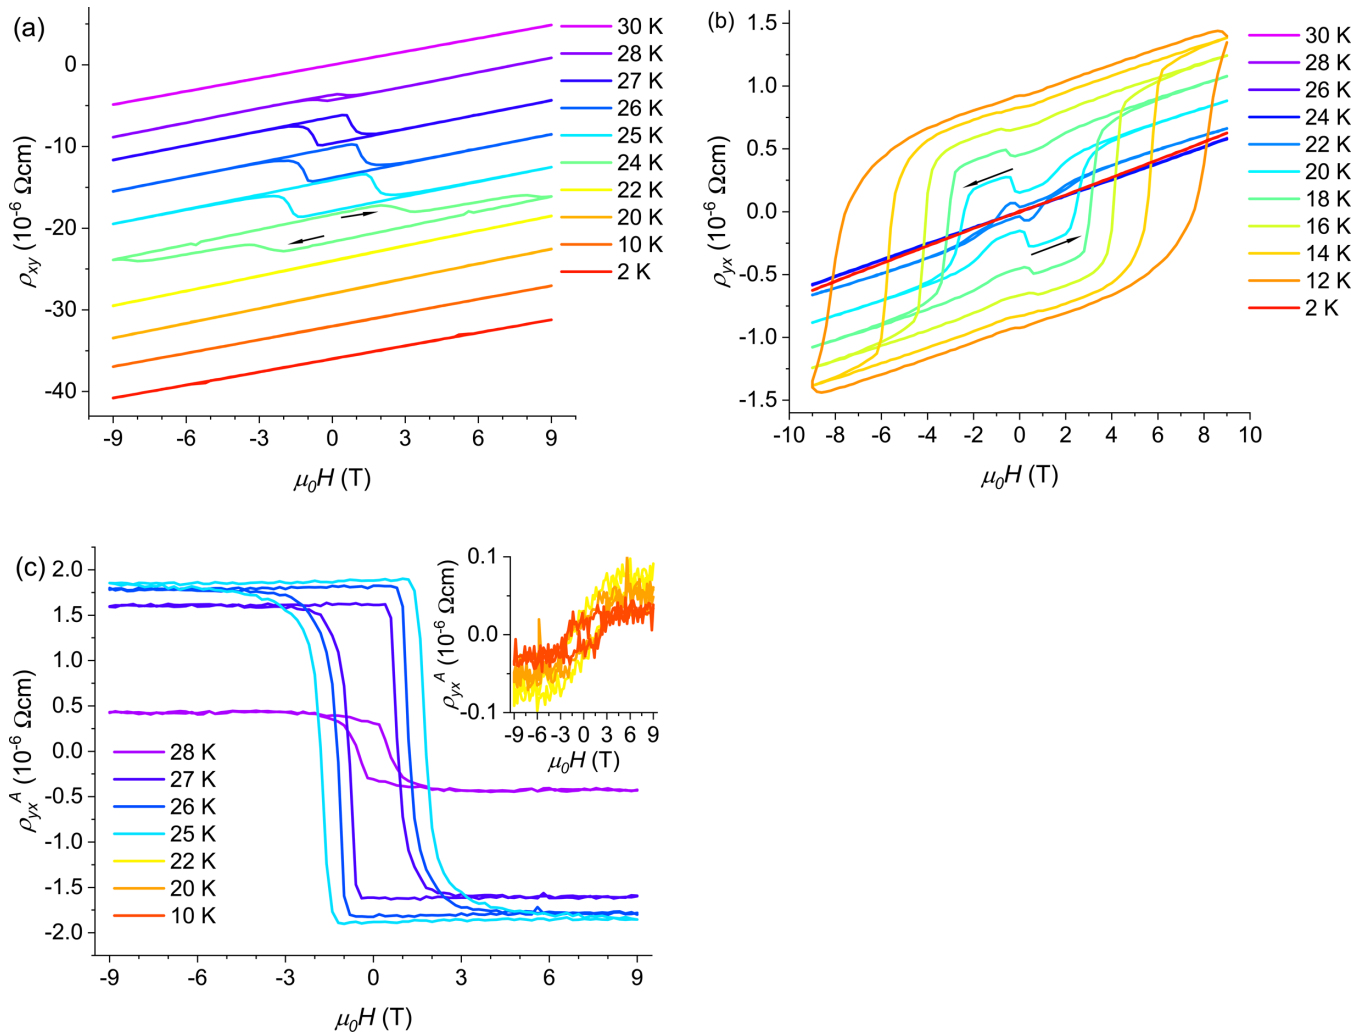 (a)
30 K
28 K
27 K
26 K
25 K
24 K
22 K
20 K
10 K
2 K
0
-10
-20
-30
-40
ρxy (10-6 Ωcm)
-9 -6 -3 0 3 6 9
μ0H (T)
(b)
30 K
28 K
26 K
24 K
22 K
20 K
18 K
16 K
14 K
12 K
2 K
1.5
1.0
0.5
0.0
-0.5
-1.0
-1.5
ρyx (10-6 Ωcm)
-10 -8 -6 -4 -2 0 2 4 6 8 10
μ0H (T)
(c)
2.0
1.5
1.0
0.5
0.0
-0.5
-1.0
-1.5
-2.0
ρyxA (10-6 Ωcm)
28 K
27 K
26 K
25 K
22 K
20 K
10 K
-9 -6 -3 0 3 6 9
μ0H (T)
0.1
0.0
-0.1
ρyxA (10-6 Ωcm)
-9 -6 -3 0 3 6 9
μ0H (T)